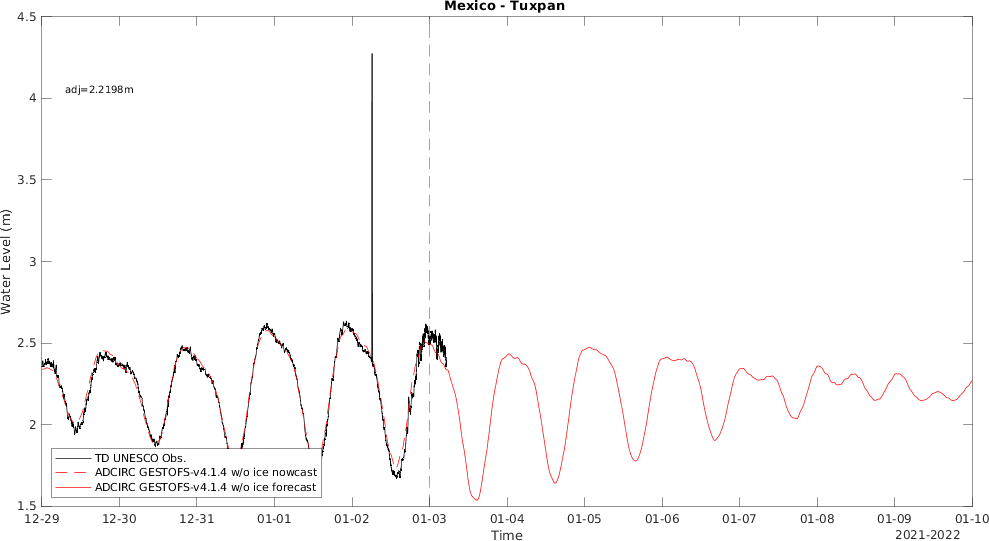 Mexico - Tuxpan
4.5
4
3.5
3
2.5
2
1.5
Water Level (m)
adj=2.2198m
TD UNESCO Obs.
ADCIRC GESTOFS-v4.1.4 w/o ice nowcast
ADCIRC GESTOFS-v4.1.4 w/o ice forecast
12-29 12-30 12-31 01-01 01-02 01-03 01-04 01-05 01-06 01-07 01-08 01-09 01-10
Time
2021-2022